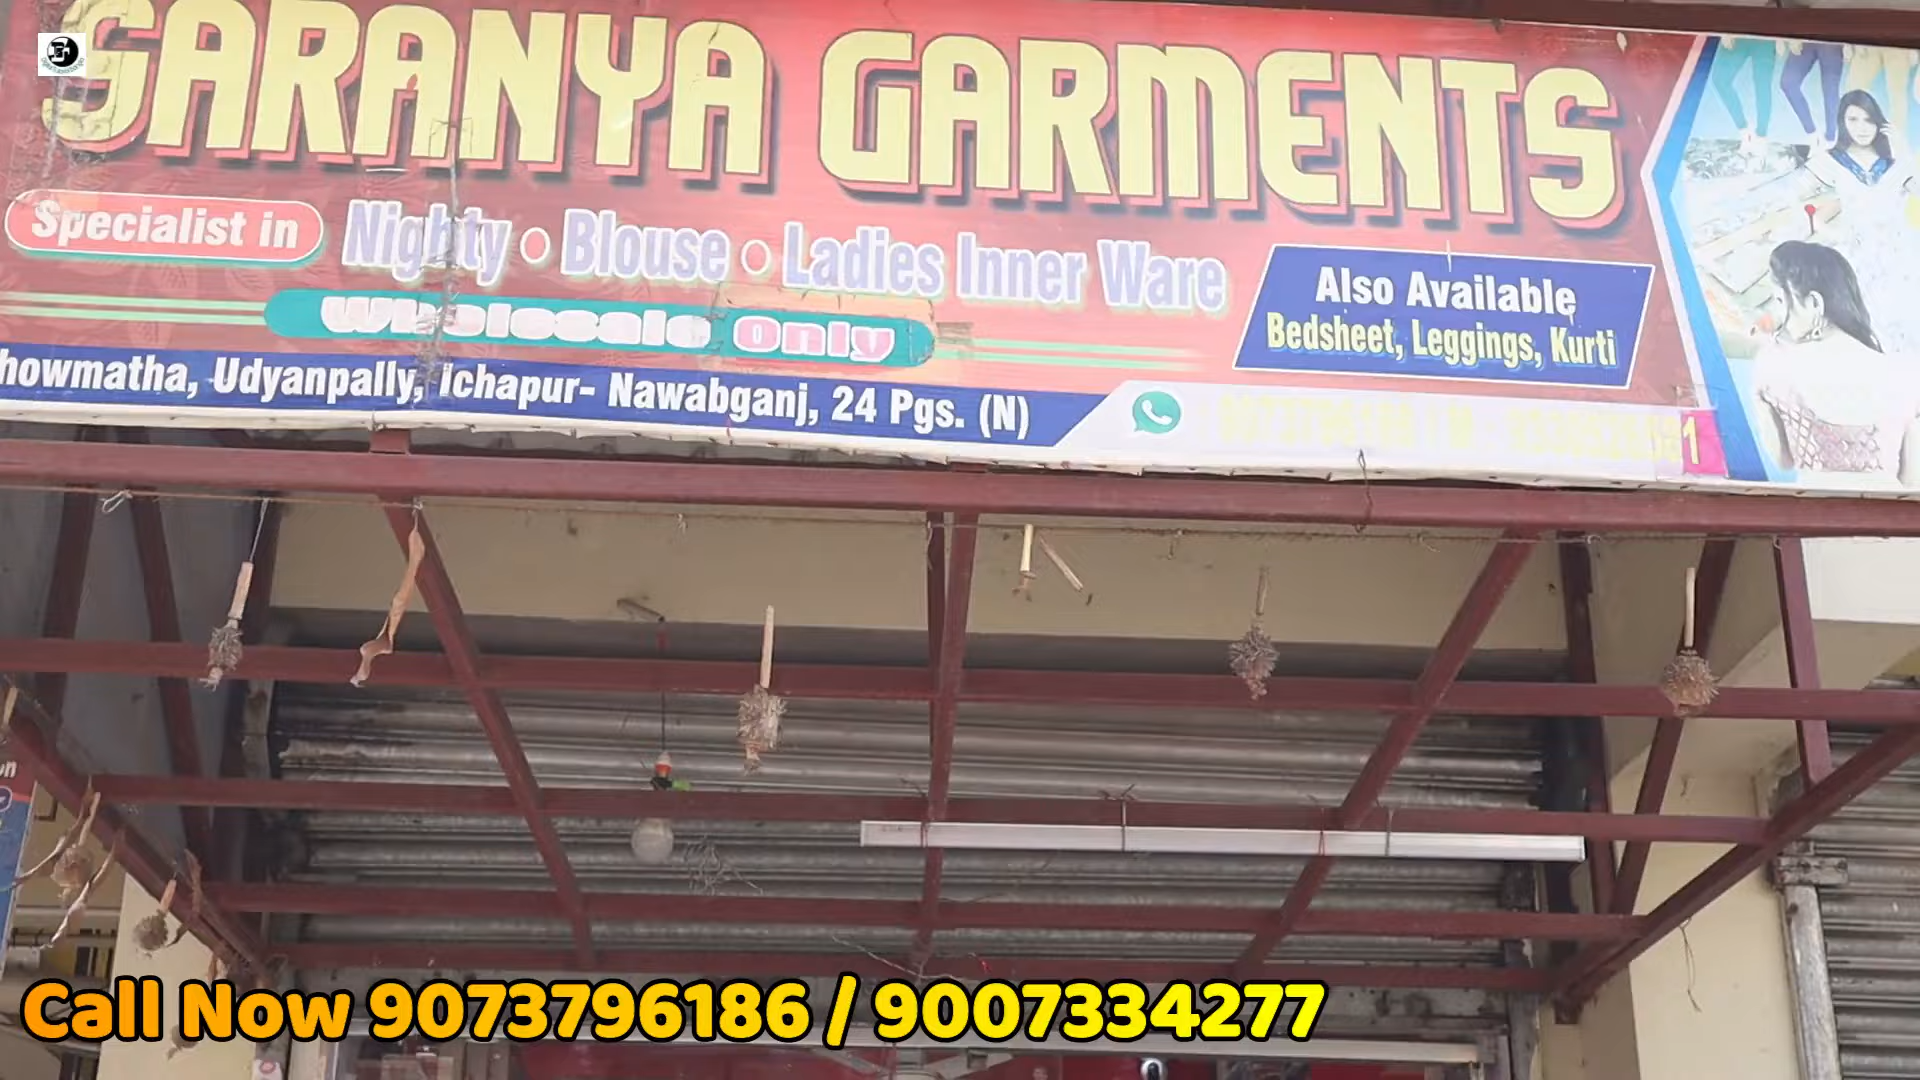 SARANYA GARMENTS
Specialist in Nighty Blouse Ladies Inner Ware
Wholesale Only
Also Available
Bedsheet, Leggings, Kurti
howmatha, Udyanpally, Ichapur- Nawabganj, 24 Pgs. (N)
Call Now 9073796186 / 9007334277